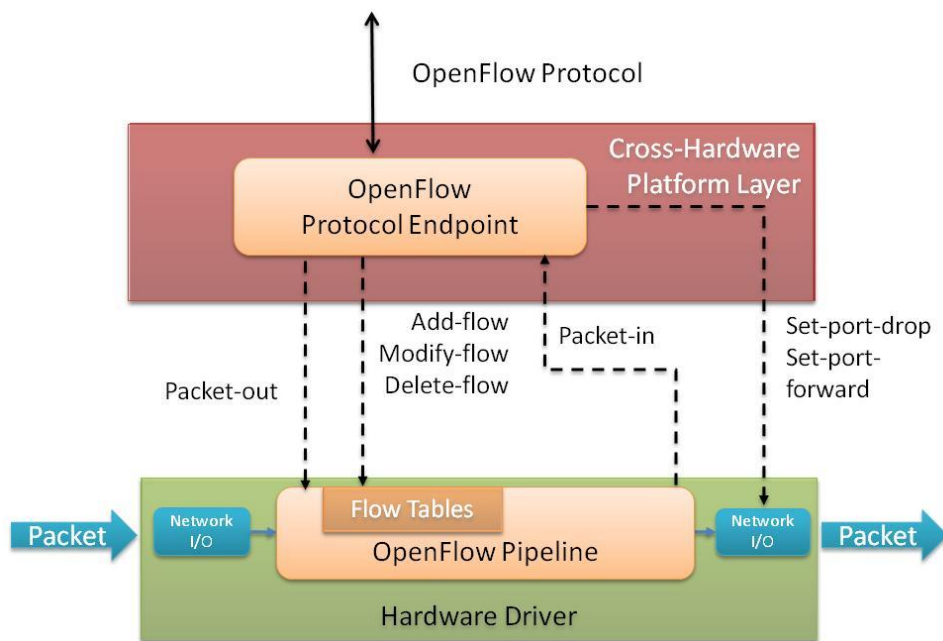 OpenFlow Protocol
Cross-Hardware
Platform Layer
OpenFlow
Protocol Endpoint
Add-flow
Modify-flow
Delete-flow
Packet-in
Set-port-drop
Set-port-
forward
Packet-out
Flow Tables
Packet
Network
I/O
OpenFlow Pipeline
Network
I/O
Packet
Hardware Driver